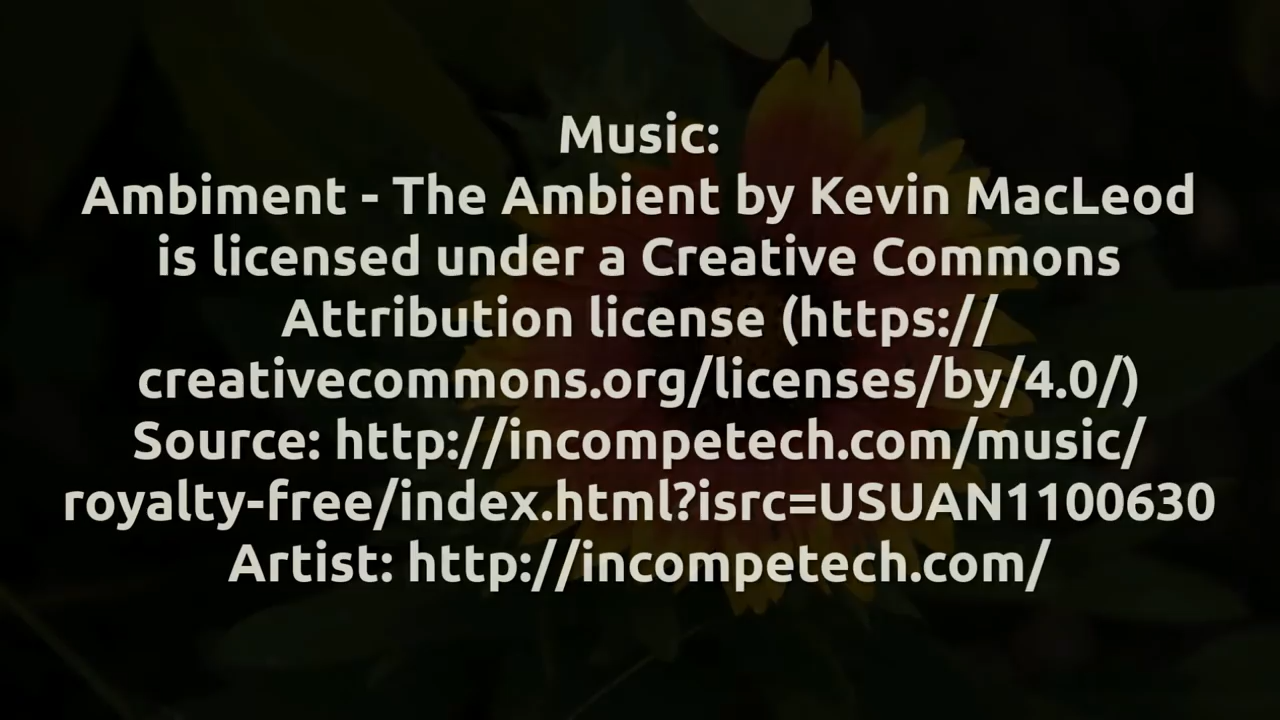 Music:
Ambiment - The Ambient by Kevin MacLeod
is licensed under a Creative Commons
Attribution license (https://
creativecommons.org/licenses/by/4.0/)
Source: http://incompetech.com/music/
royalty-free/index.html?isrc=USUAN1100630
Artist: http://incompetech.com/